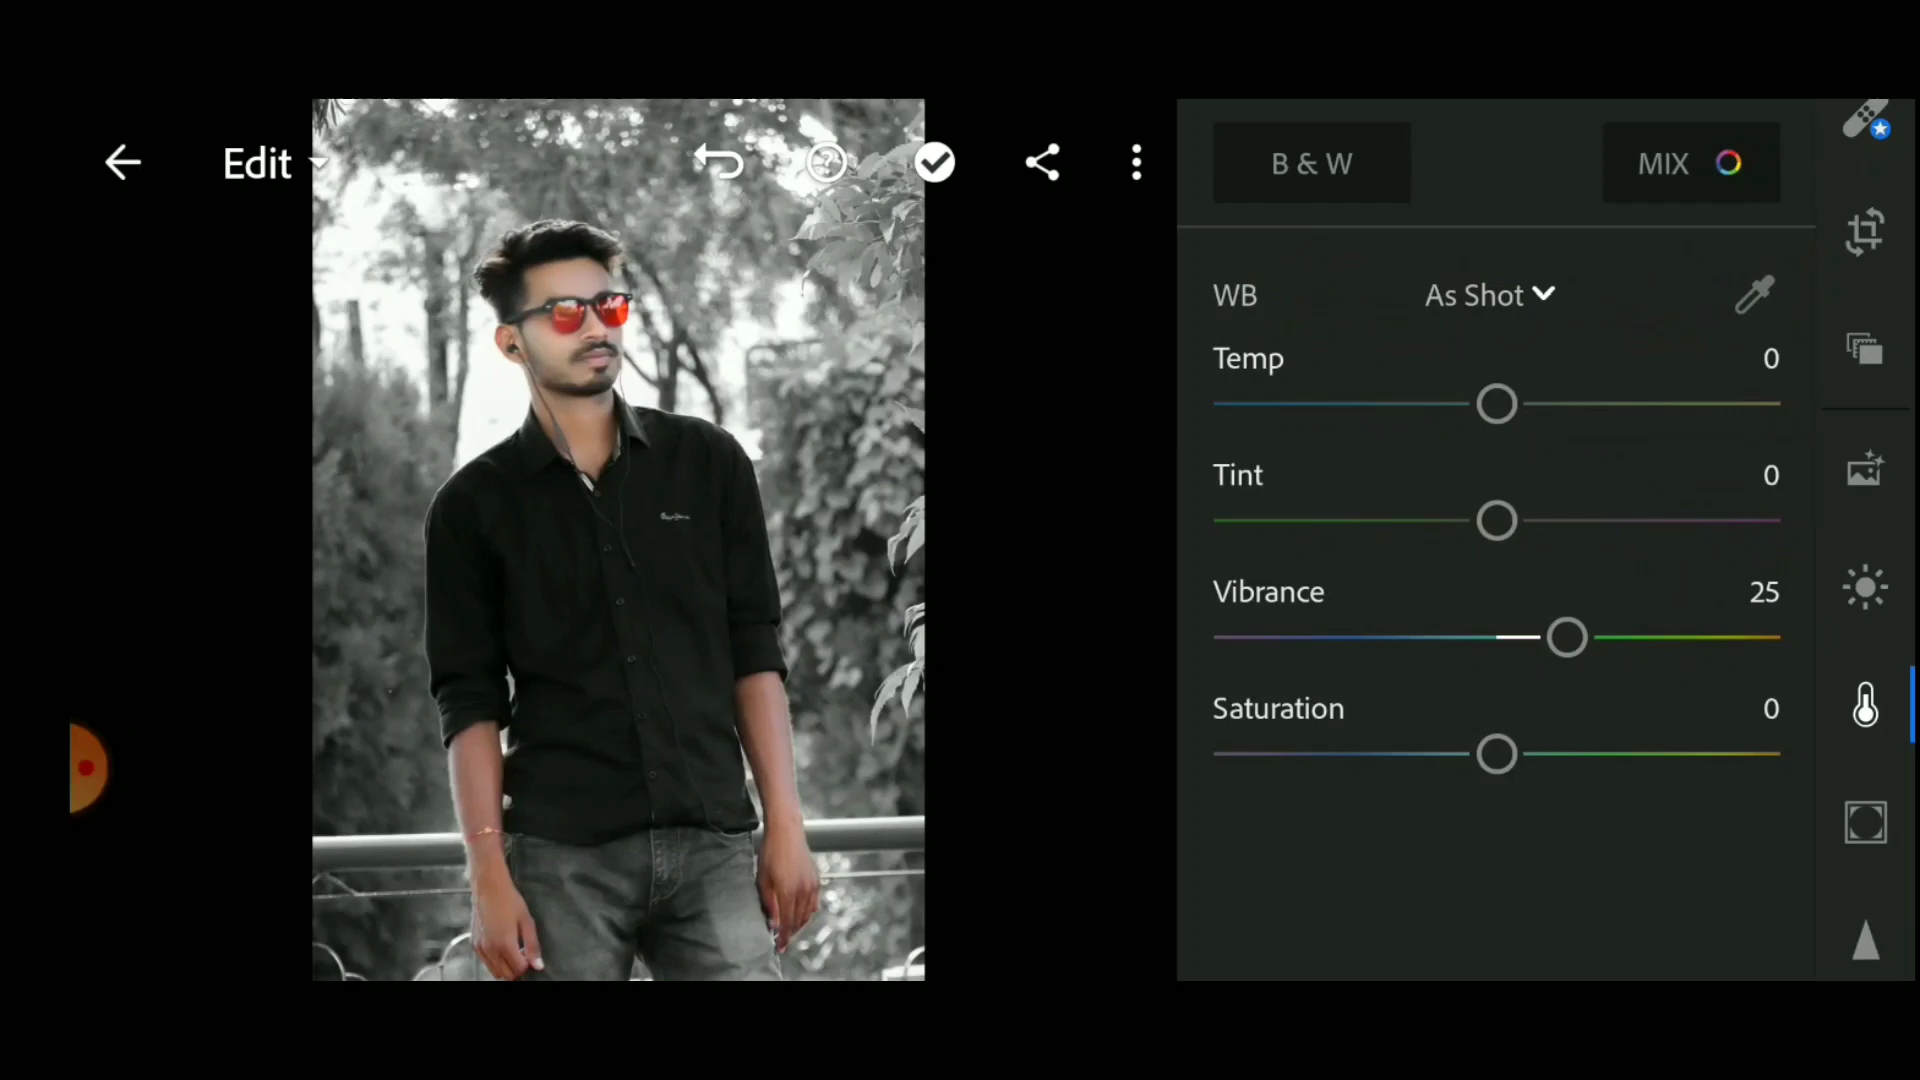 Edit
B & W
MIX
WB
As Shot
Temp
0
Tint
0
Vibrance
25
Saturation
0